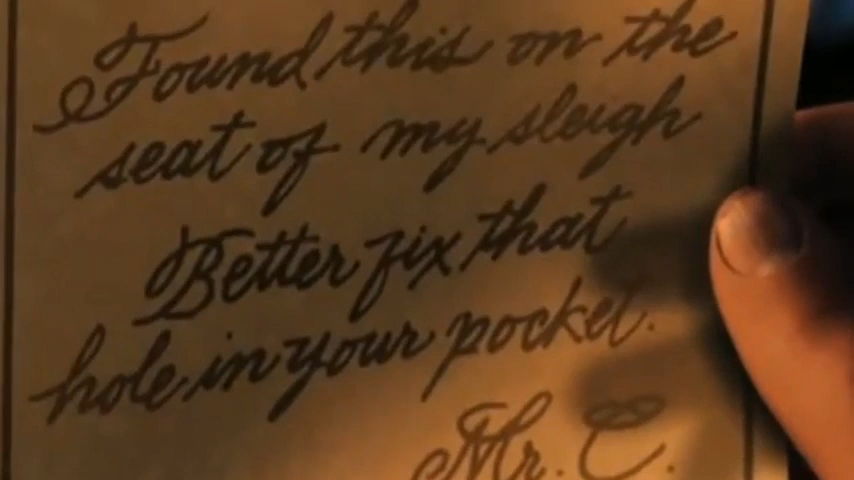 Found this on the
seat of my sleigh
Better fix that
hole in your pocket.
Mr. C.